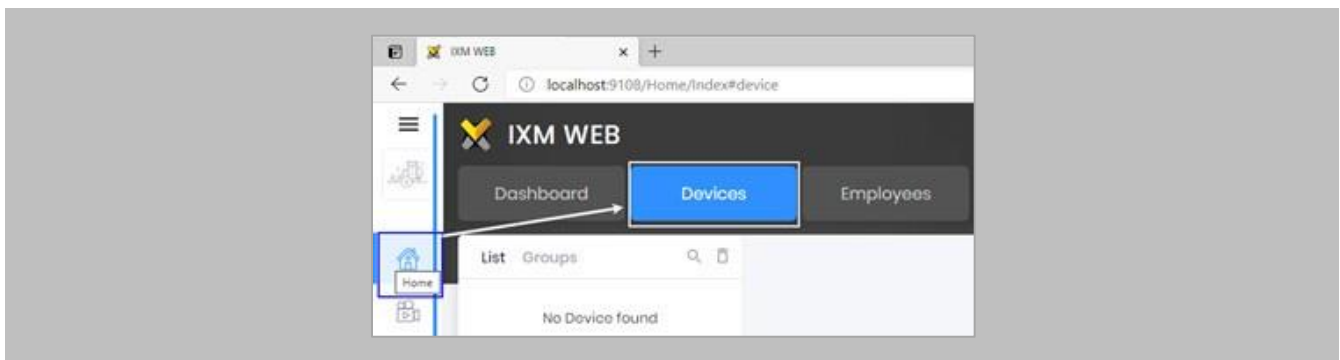 IXM WEB
localhost:9108/Home/Index#device
IXM WEB
Dashboard Devices Employees
List Groups
Home
No Device found